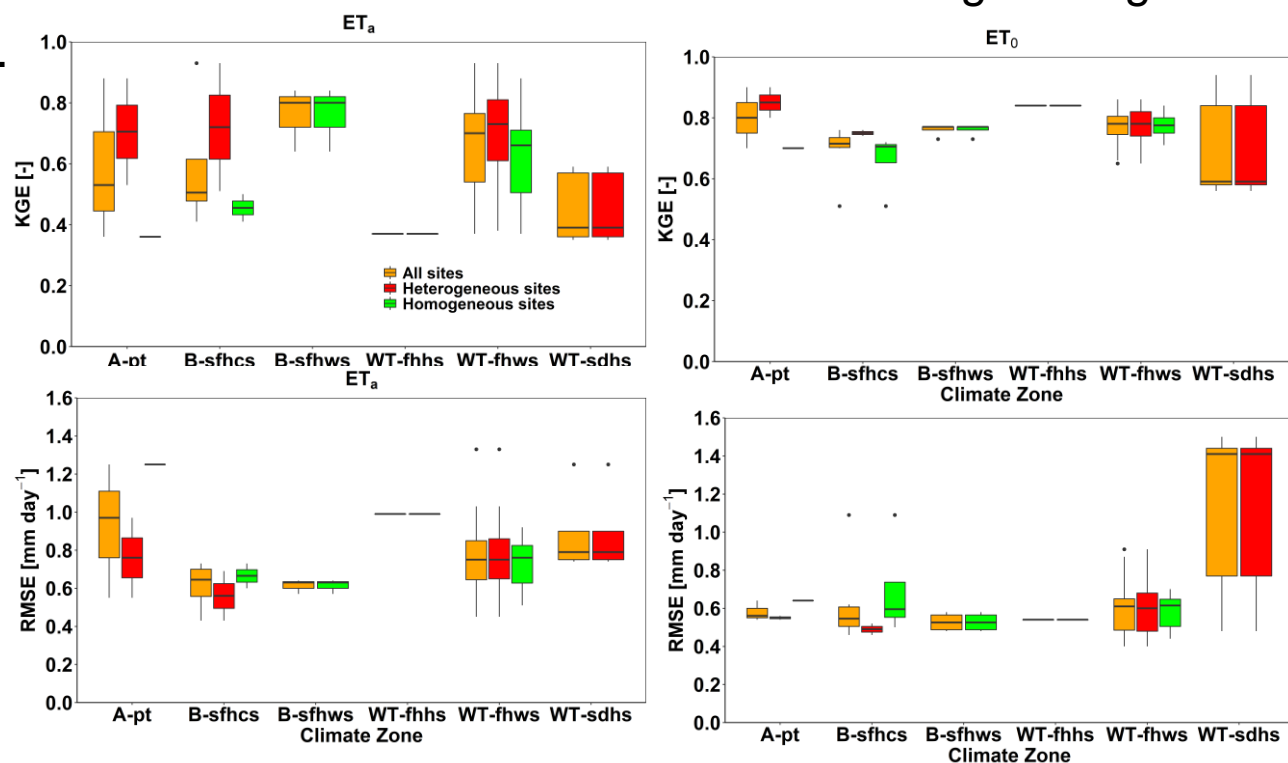 ET₀
ETₐ
1.0
0.8
0.6
0.4
0.2
0.0
KGE [-]
All sites
Heterogeneous sites
Homogeneous sites
A-pt B-sfhcs B-sfhws WT-fhhs WT-fhws WT-sdhs
1.0
0.8
0.6
0.4
0.2
0.0
KGE [-]
A-pt B-sfhcs B-sfhws WT-fhhs WT-fhws WT-sdhs
Climate Zone
ETₐ
1.6
1.4
1.2
1.0
0.8
0.6
0.4
0.2
0.0
RMSE [mm day⁻¹]
A-pt B-sfhcs B-sfhws WT-fhhs WT-fhws WT-sdhs
Climate Zone
1.6
1.4
1.2
1.0
0.8
0.6
0.4
0.2
0.0
RMSE [mm day⁻¹]
A-pt B-sfhcs B-sfhws WT-fhhs WT-fhws WT-sdhs
Climate Zone